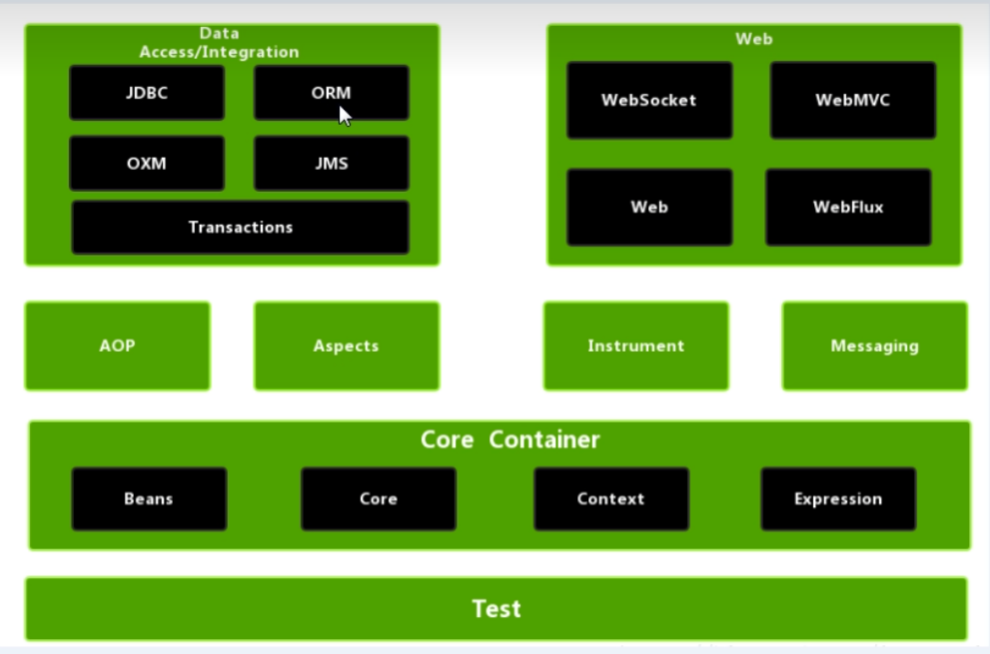 Data
Access/Integration
JDBC
ORM
OXM
JMS
Transactions
Web
WebSocket
WebMVC
Web
WebFlux
AOP
Aspects
Instrument
Messaging
Core Container
Beans
Core
Context
Expression
Test